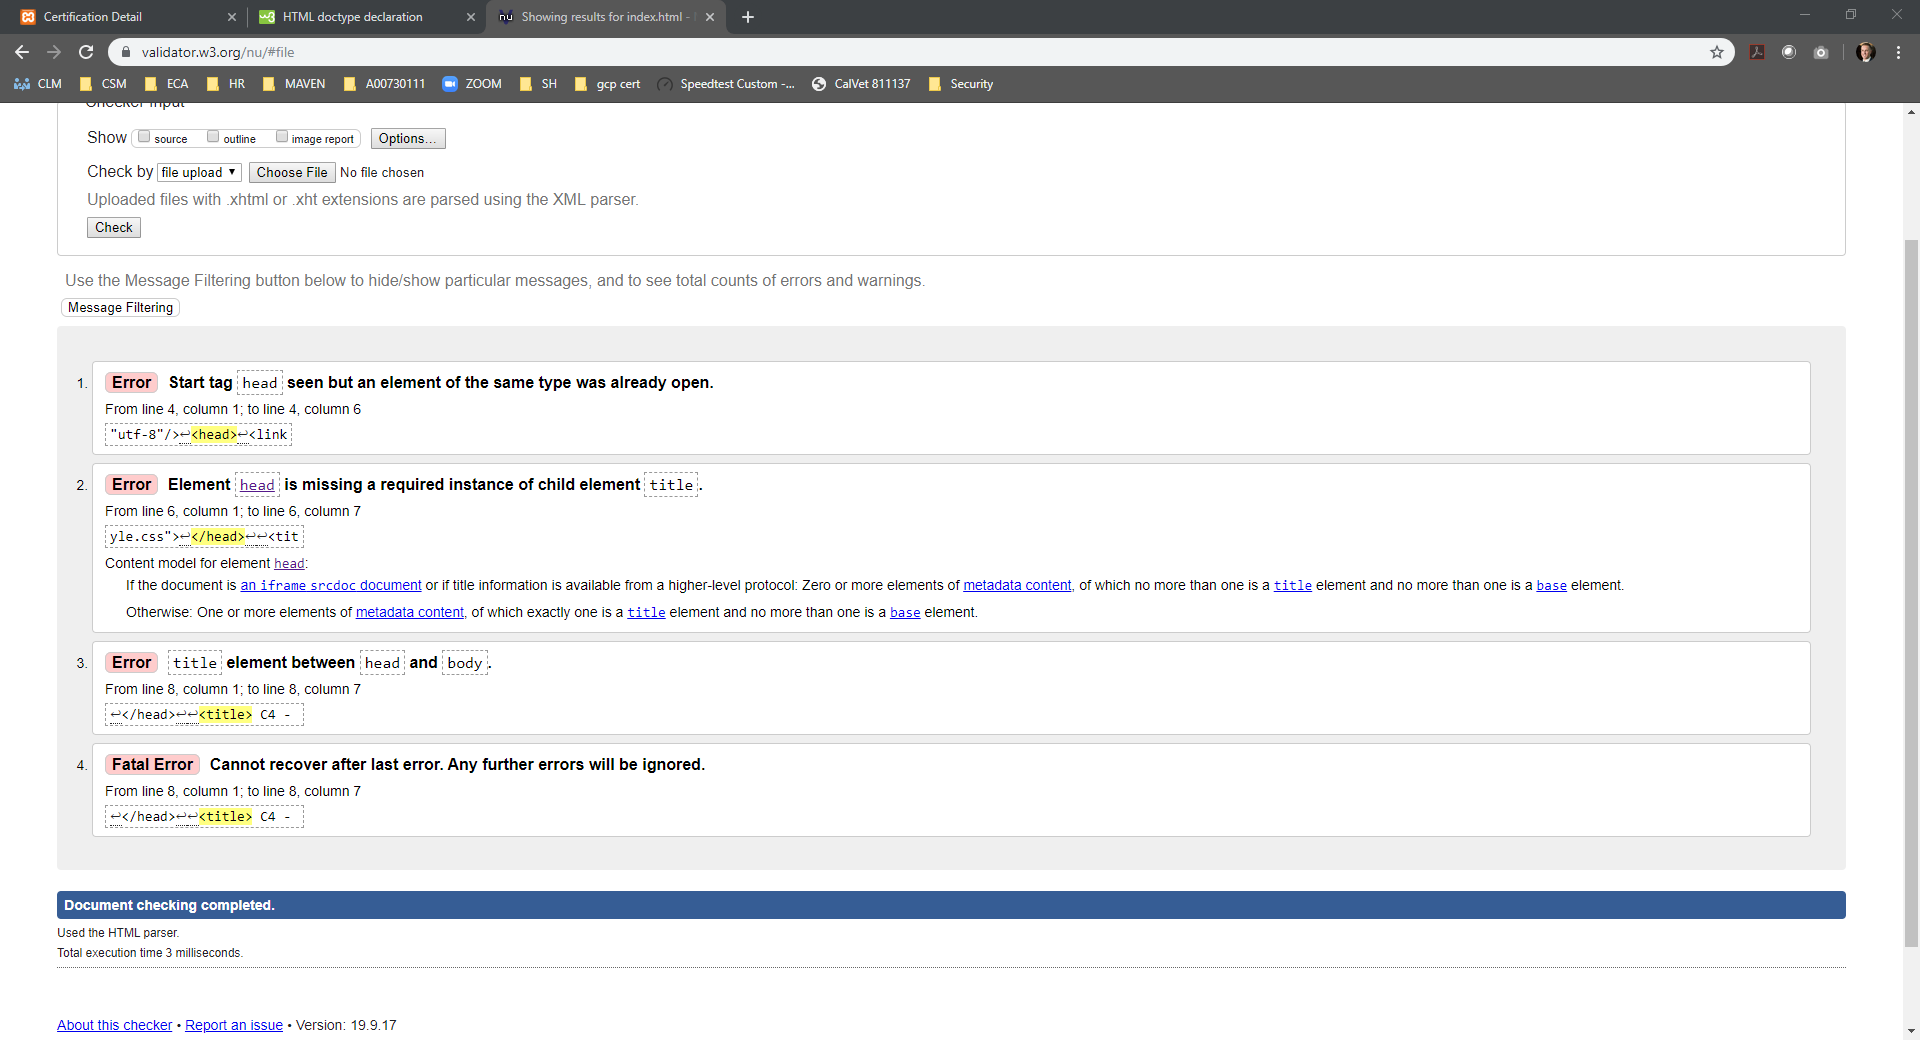 Certification Detail
HTML doctype declaration
Showing results for index.html -
validator.w3.org/nu/#file
CLM CSM ECA HR MAVEN A00730111 ZOOM SH gcp cert Speedtest Custom -... CalVet 811137 Security
Checker Input
Show source outline image report Options...
Check by file upload Choose File No file chosen
Uploaded files with .xhtml or .xht extensions are parsed using the XML parser.
Check
Use the Message Filtering button below to hide/show particular messages, and to see total counts of errors and warnings.
Message Filtering
1. Error Start tag head seen but an element of the same type was already open.
From line 4, column 1; to line 4, column 6
"utf-8"/>↩<head>↩<link
2. Error Element head is missing a required instance of child element title.
From line 6, column 1; to line 6, column 7
yle.css">↩</head>↩↩<tit
Content model for element head:
If the document is an iframe srcdoc document or if title information is available from a higher-level protocol: Zero or more elements of metadata content, of which no more than one is a title element and no more than one is a base element.
Otherwise: One or more elements of metadata content, of which exactly one is a title element and no more than one is a base element.
3. Error title element between head and body.
From line 8, column 1; to line 8, column 7
↩</head>↩↩<title> C4 -
4. Fatal Error Cannot recover after last error. Any further errors will be ignored.
From line 8, column 1; to line 8, column 7
↩</head>↩↩<title> C4 -
Document checking completed.
Used the HTML parser.
Total execution time 3 milliseconds.
About this checker • Report an issue • Version: 19.9.17